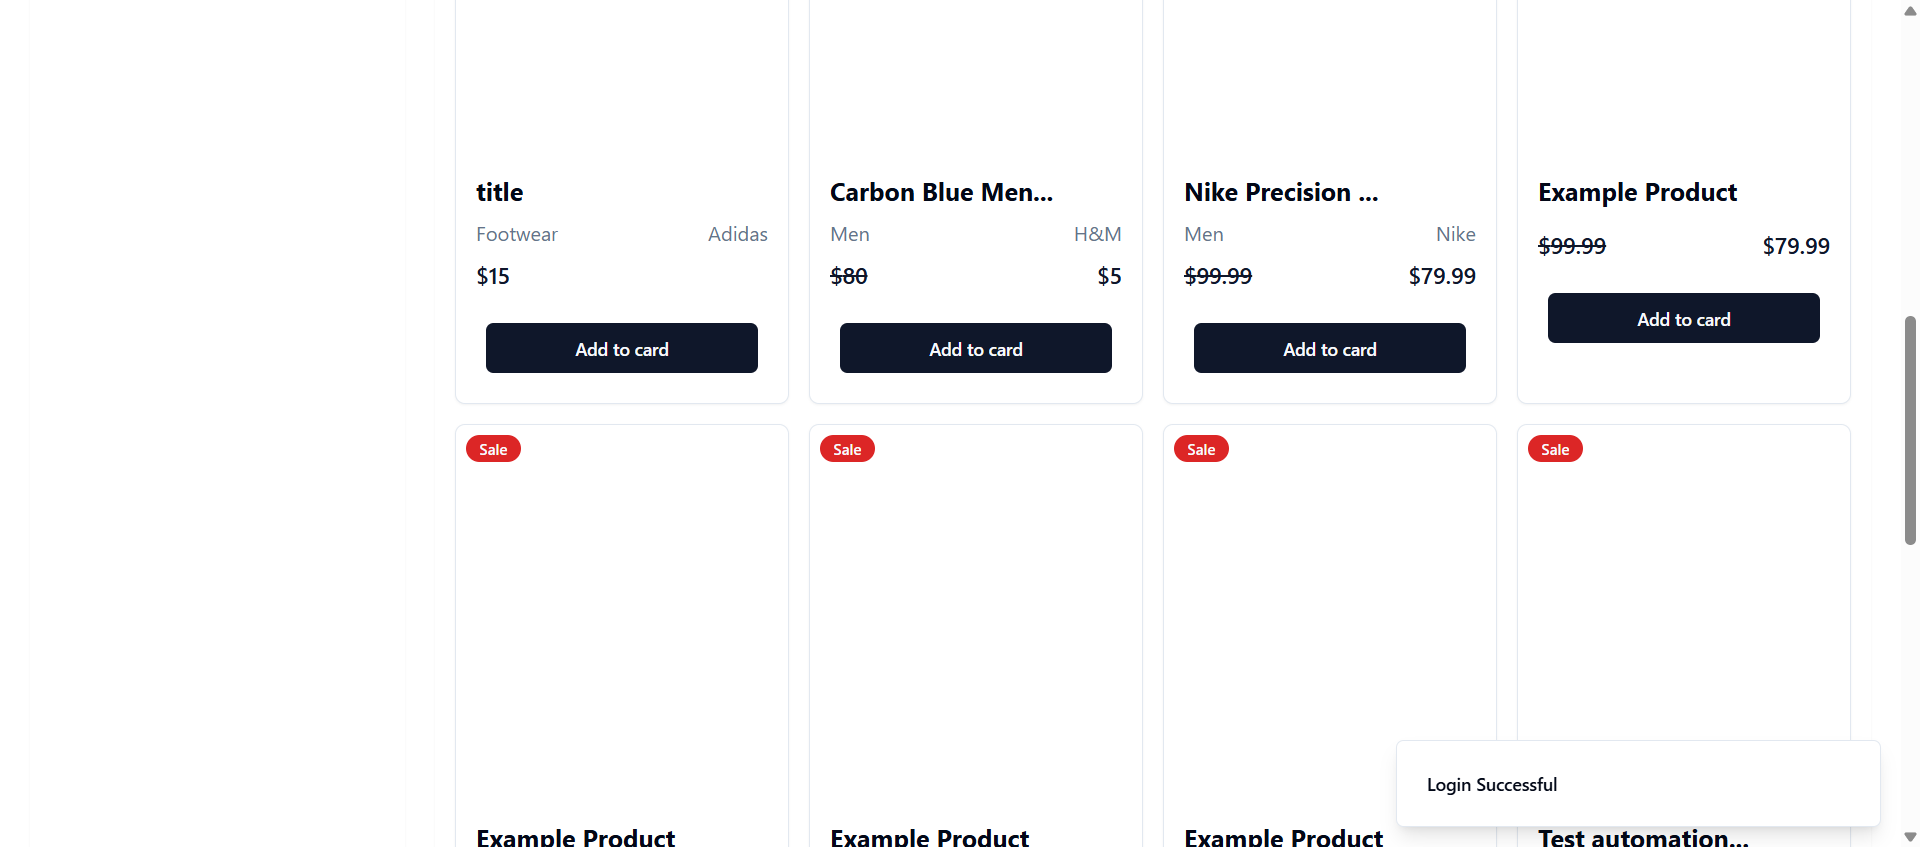 title
Footwear Adidas
$15
Add to card
Carbon Blue Men...
Men H&M
$80 $5
Add to card
Nike Precision ...
Men Nike
$99.99 $79.99
Add to card
Example Product
$99.99 $79.99
Add to card
Sale
Example Product
Sale
Example Product
Sale
Example Product
Sale
Test automation...
Login Successful